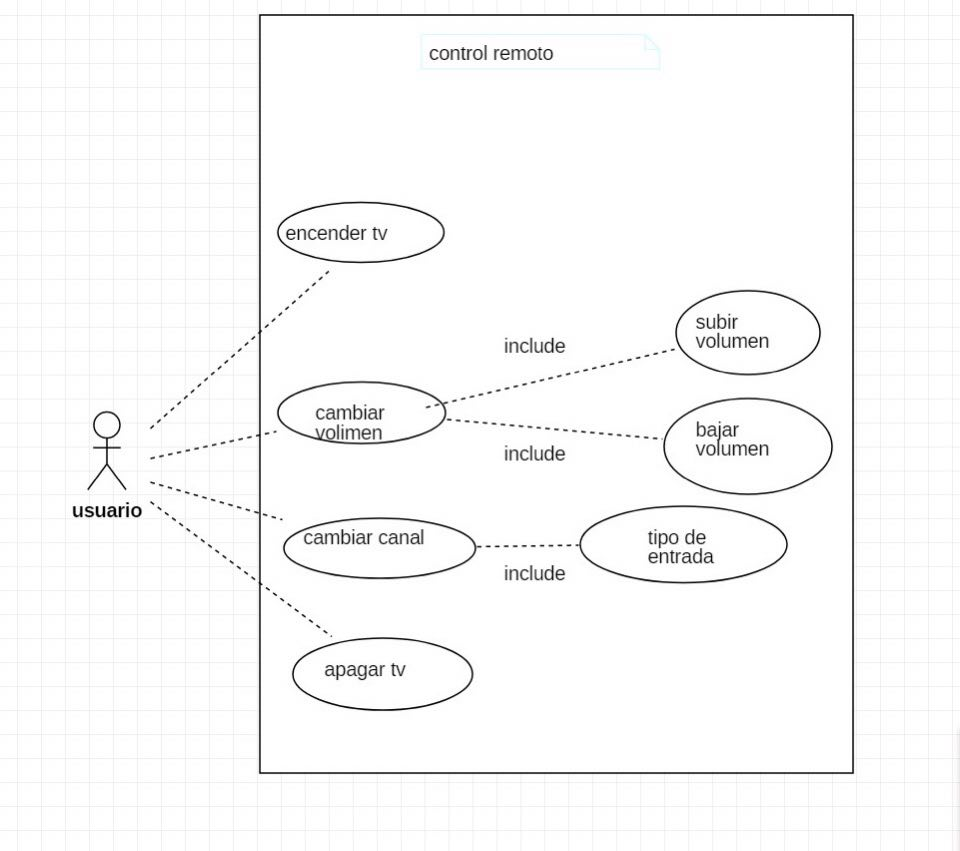 control remoto
encender tv
include
subir
volumen
cambiar
volimen
bajar
volumen
include
usuario
cambiar canal
tipo de
entrada
include
apagar tv